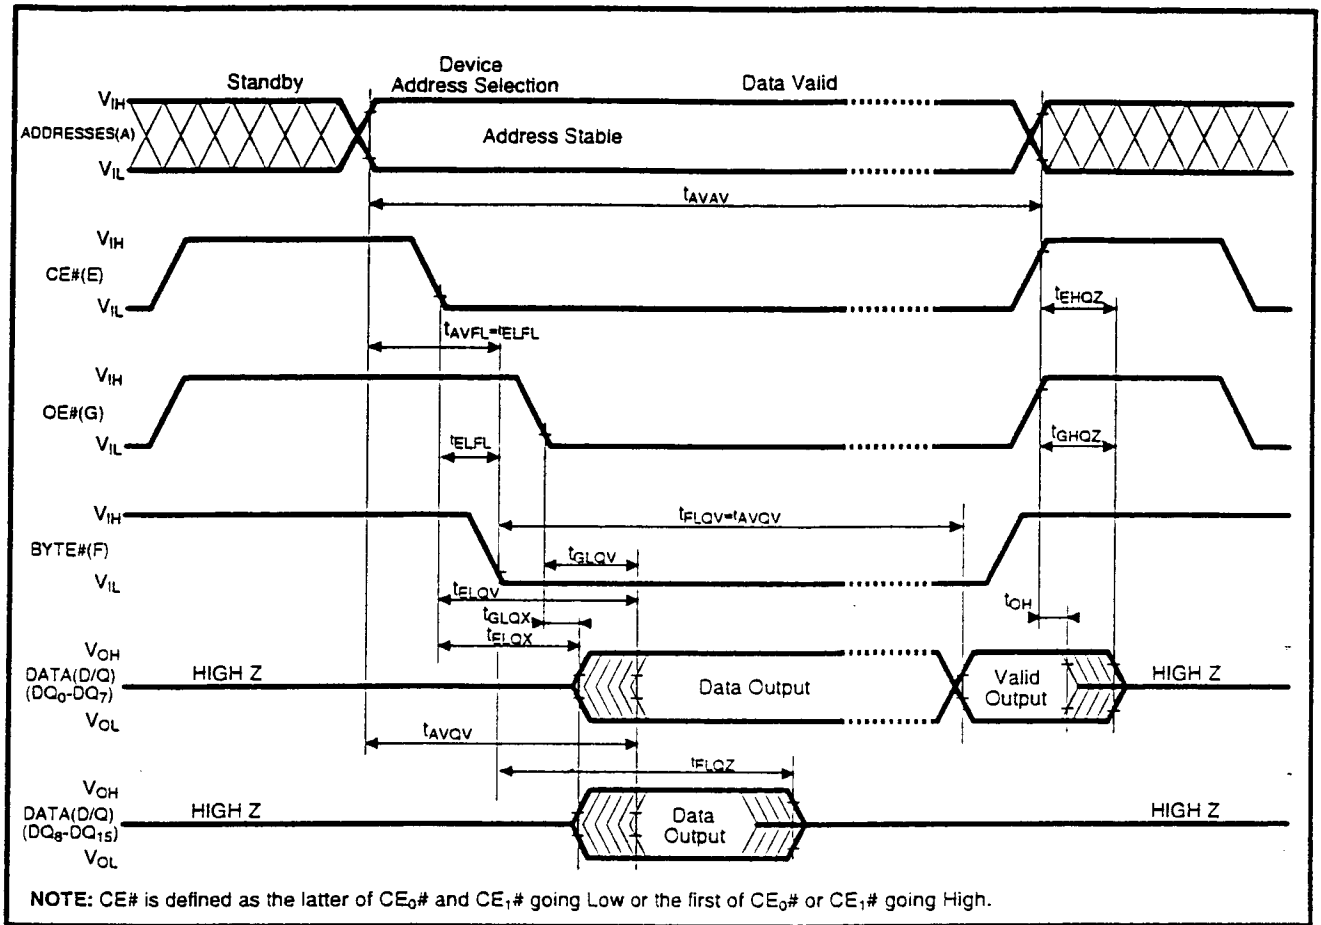 Standby
Device
Address Selection
Data Valid
VIH
ADDRESSES(A)
Address Stable
VIL
tAVAV
VIH
CE#(E)
VIL
tEHQZ
tAVFL=tELFL
VIH
OE#(G)
VIL
tELFL
tGHQZ
VIH
tFLQV=tAVQV
BYTE#(F)
tGLQV
VIL
tELQV
tOH
tGLQX
tELQX
VOH
DATA(D/Q)
(DQ0-DQ7)
HIGH Z
Data Output
Valid
Output
HIGH Z
VOL
tAVQV
tFLQZ
VOH
DATA(D/Q)
(DQ8-DQ15)
HIGH Z
Data
Output
HIGH Z
VOL
NOTE: CE# is defined as the latter of CE0# and CE1# going Low or the first of CE0# or CE1# going High.